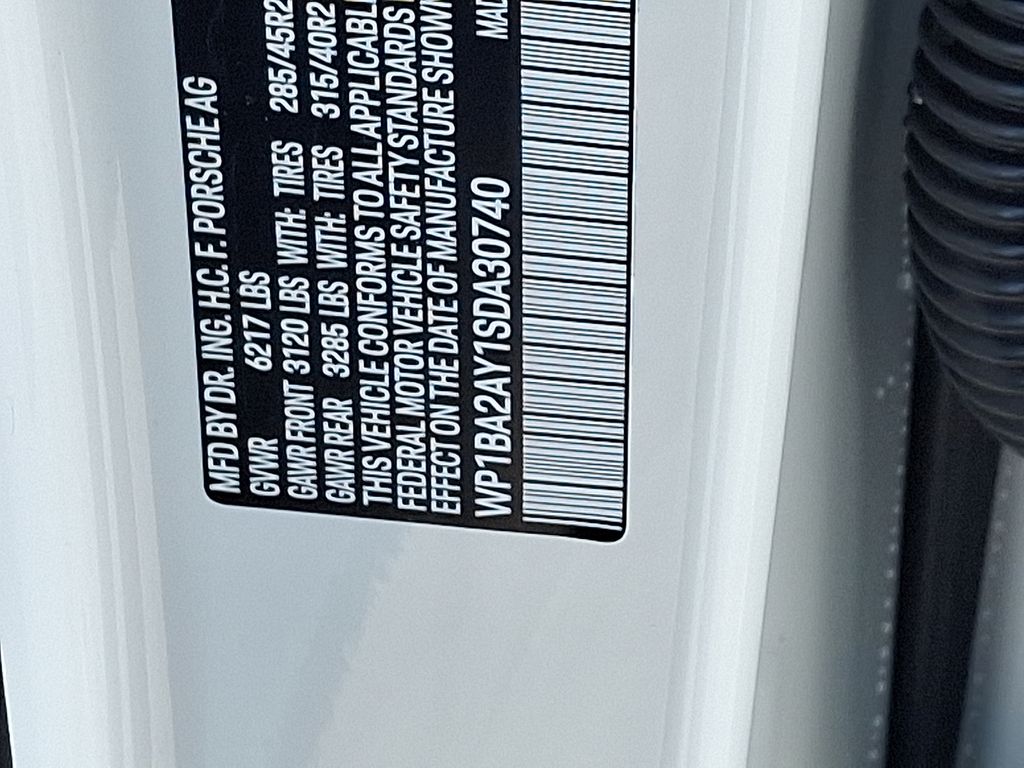 MFD BY DR. ING. H.C. F. PORSCHE AG
GVWR 6217 LBS
GAWR FRONT 3120 LBS WITH: TIRES 285/45R2
GAWR REAR 3285 LBS WITH: TIRES 315/40R2
THIS VEHICLE CONFORMS TO ALL APPLICABL
FEDERAL MOTOR VEHICLE SAFETY STANDARDS
EFFECT ON THE DATE OF MANUFACTURE SHOWN
WP1BA2AY1SDA30740 MAD